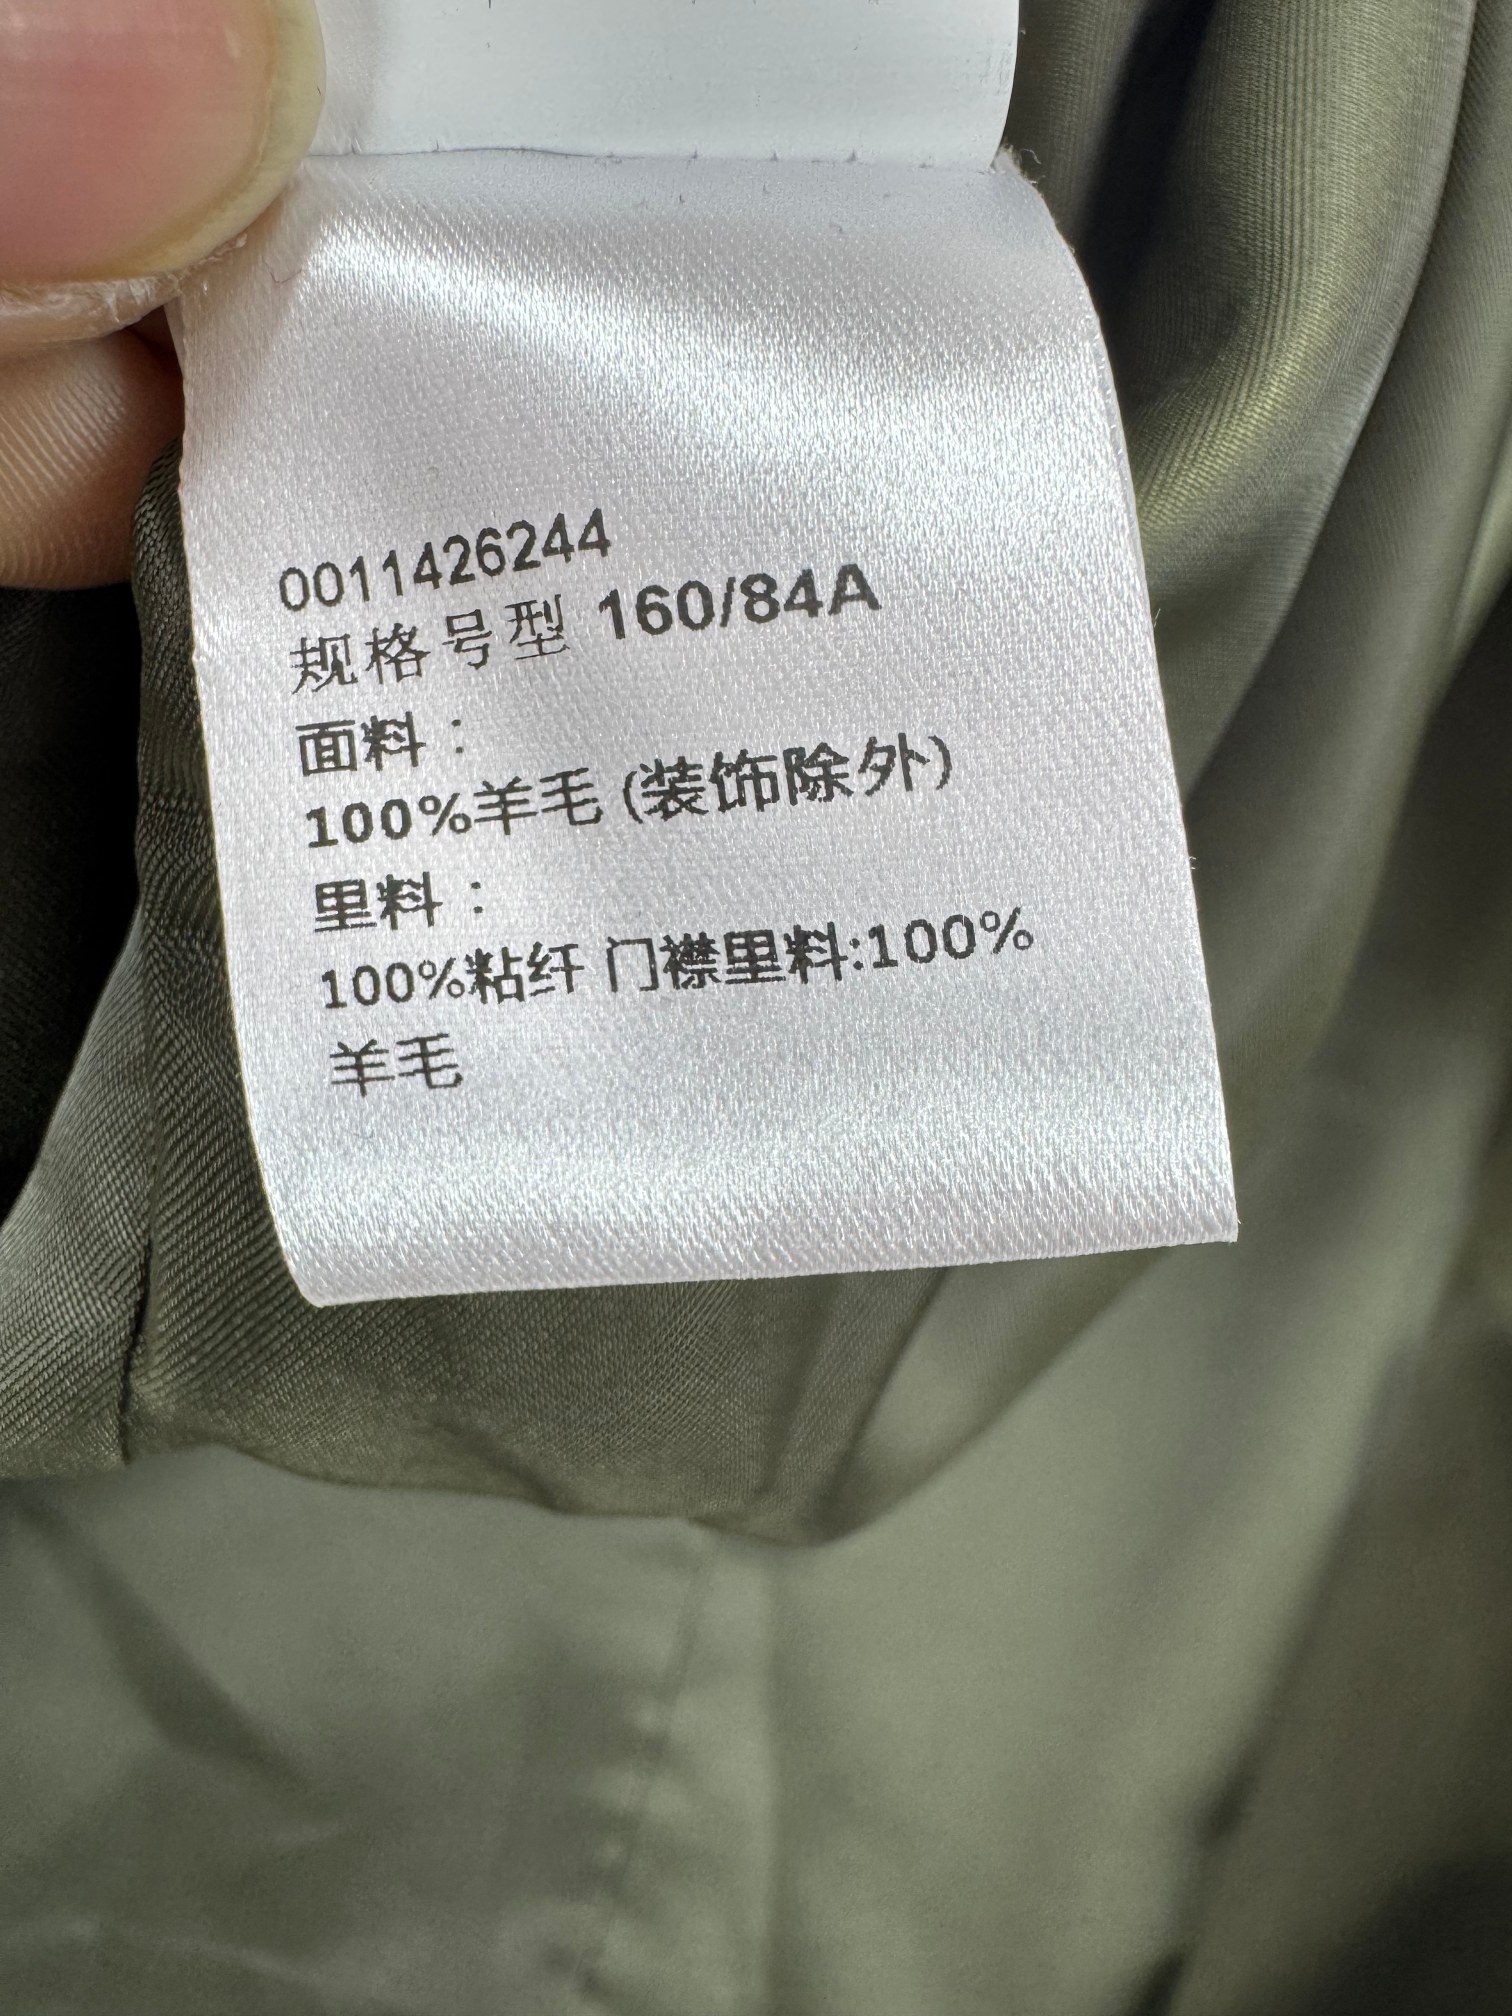 0011426244
规格号型 160/84A
面料：
100%羊毛 (装饰除外)
里料：
100%粘纤 门襟里料:100%
羊毛